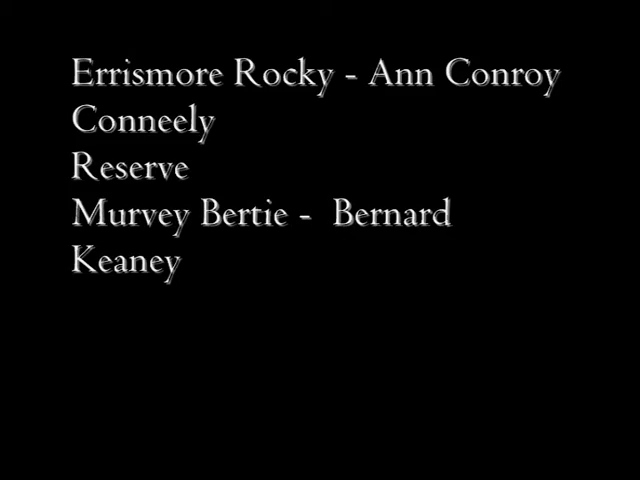 Errismore Rocky - Ann Conroy
Conneely
Reserve
Murvey Bertie -  Bernard
Keaney